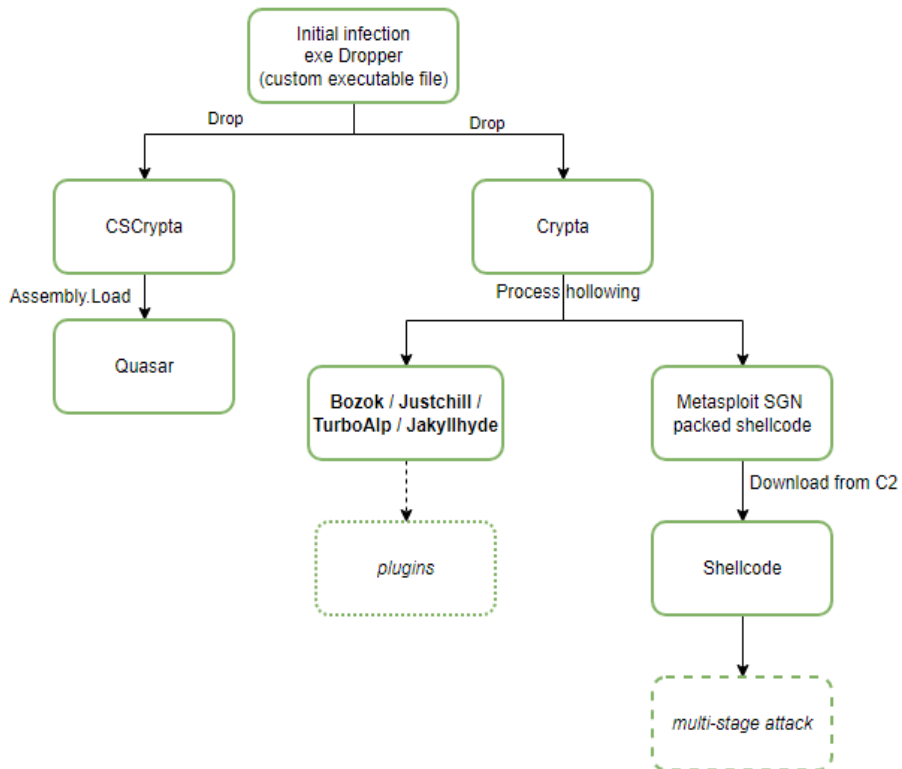 Initial infection
exe Dropper
(custom executable file)
Drop
Drop
CSCrypta
Crypta
Assembly.Load
Process hollowing
Quasar
Bozok / Justchill /
TurboAlp / Jakyllhyde
Metasploit SGN
packed shellcode
Download from C2
plugins
Shellcode
multi-stage attack